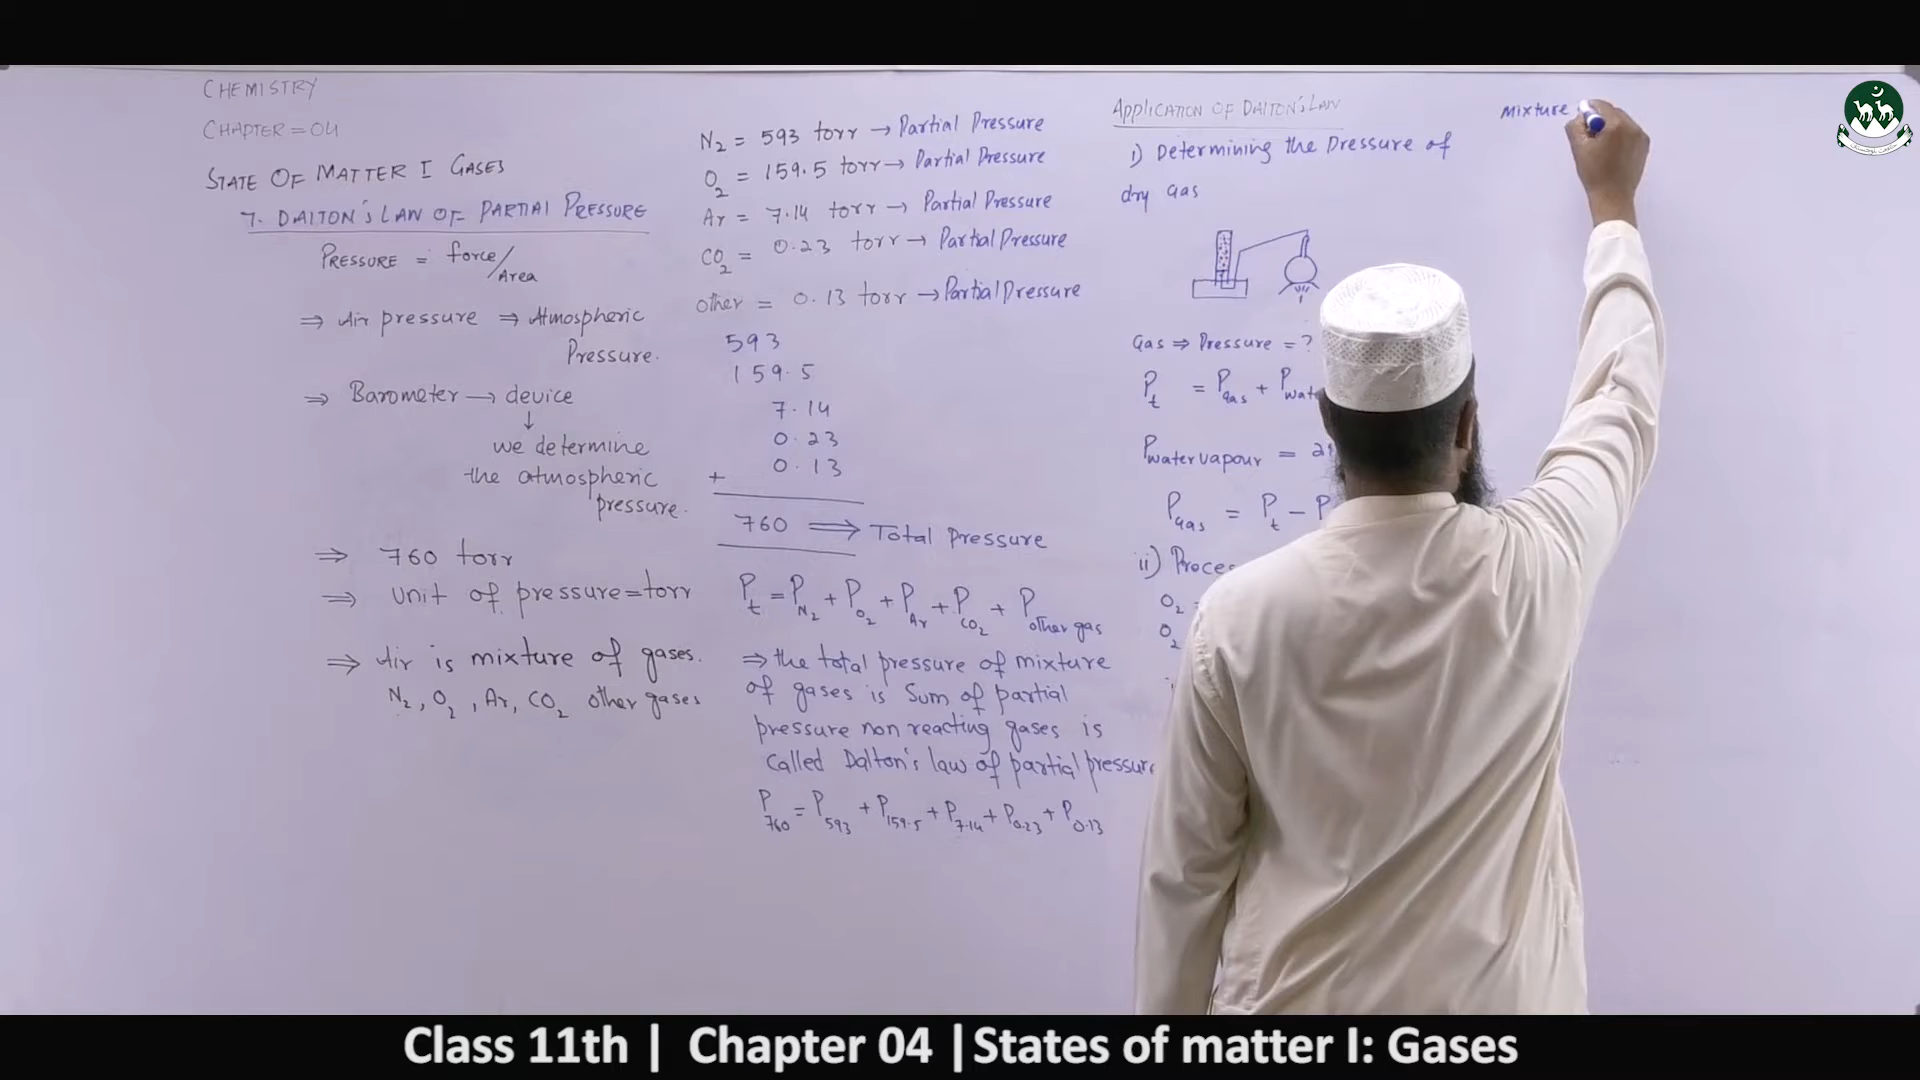 CHEMISTRY
CHAPTER = 04
STATE OF MATTER I GASES
7. DALTON'S LAW OF PARTIAL PRESSURE
PRESSURE = force/Area
⇒ Air pressure ⇒ Atmospheric
Pressure.
⇒ Barometer → device
↓
we determine
the atmospheric
pressure.
⇒ 760 torr
⇒ unit of pressure = torr
⇒ Air is mixture of gases.
N₂, O₂, Ar, CO₂ other gases
N₂ = 593 torr → Partial Pressure
O₂ = 159.5 torr → Partial Pressure
Ar = 7.14 torr → Partial Pressure
CO₂ = 0.23 torr → Partial Pressure
other = 0.13 torr → Partial Pressure
593
159.5
7.14
0.23
+ 0.13
760 ⇒ Total Pressure
P_t = P_N₂ + P_O₂ + P_Ar + P_CO₂ + P_other gas
⇒ the total pressure of mixture
of gases is Sum of partial
pressure non reacting gases is
called Dalton's law of partial pressure
P_760 = P_593 + P_159.5 + P_7.14 + P_0.23 + P_0.13
APPLICATION OF DALTON'S LAW
i) Determining the Pressure of
dry Gas
Gas ⇒ Pressure = ?
P_t = P_gas + P_wat
P_water vapour =
P_Gas = P_t - P
ii) Proce
O₂
O₂
Mixture
Class 11th | Chapter 04 | States of matter I: Gases